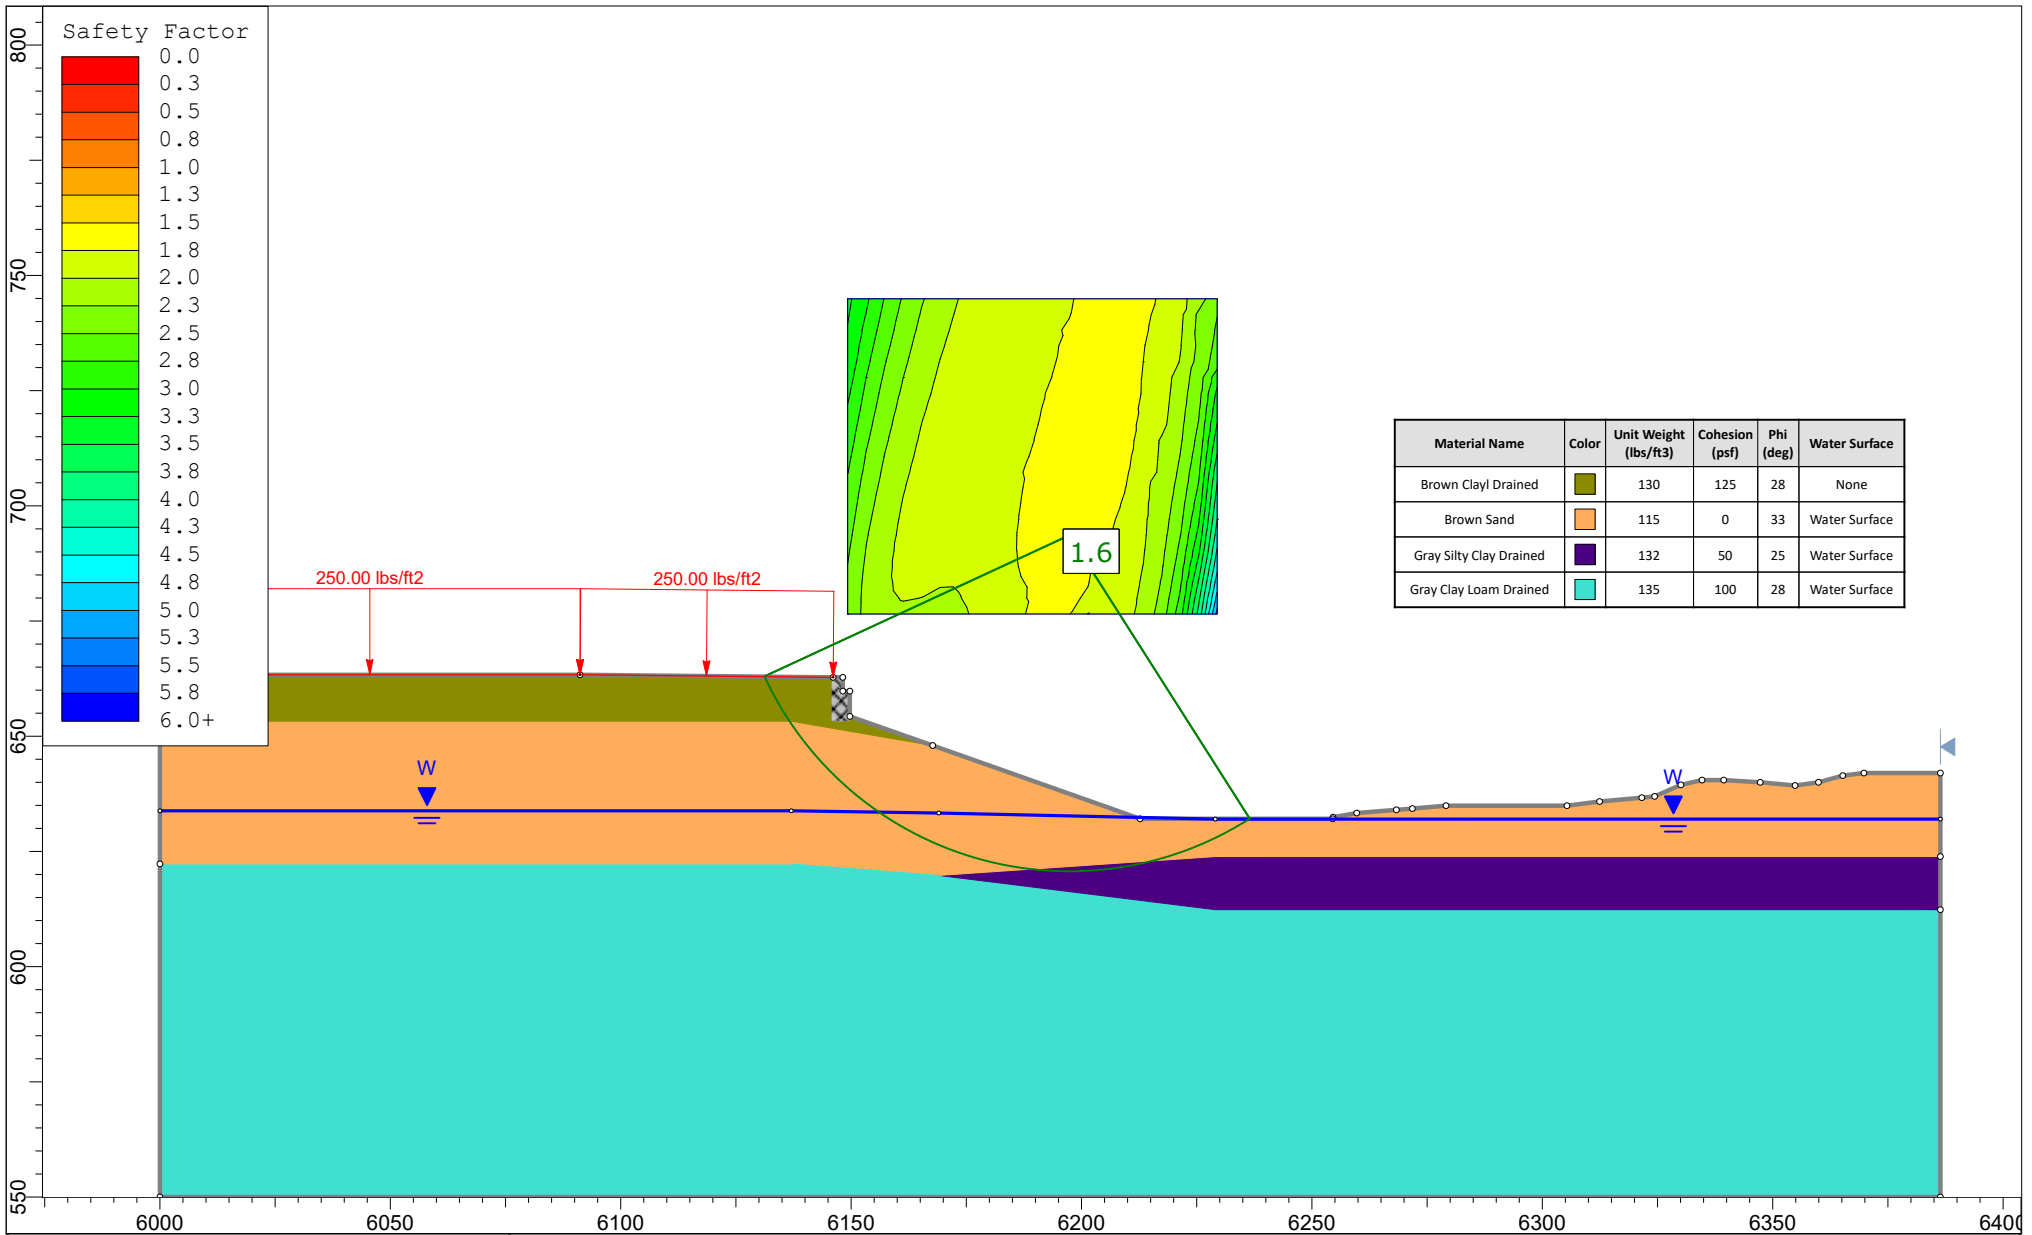 Safety Factor
0.0
0.3
0.5
0.8
1.0
1.3
1.5
1.8
2.0
2.3
2.5
2.8
3.0
3.3
3.5
3.8
4.0
4.3
4.5
4.8
5.0
5.3
5.5
5.8
6.0+
800
750
700
650
600
550
250.00 lbs/ft2
250.00 lbs/ft2
1.6
W
W
Material Name Color Unit Weight (lbs/ft3) Cohesion (psf) Phi (deg) Water Surface
Brown Clayl Drained 130 125 28 None
Brown Sand 115 0 33 Water Surface
Gray Silty Clay Drained 132 50 25 Water Surface
Gray Clay Loam Drained 135 100 28 Water Surface
6000 6050 6100 6150 6200 6250 6300 6350 6400